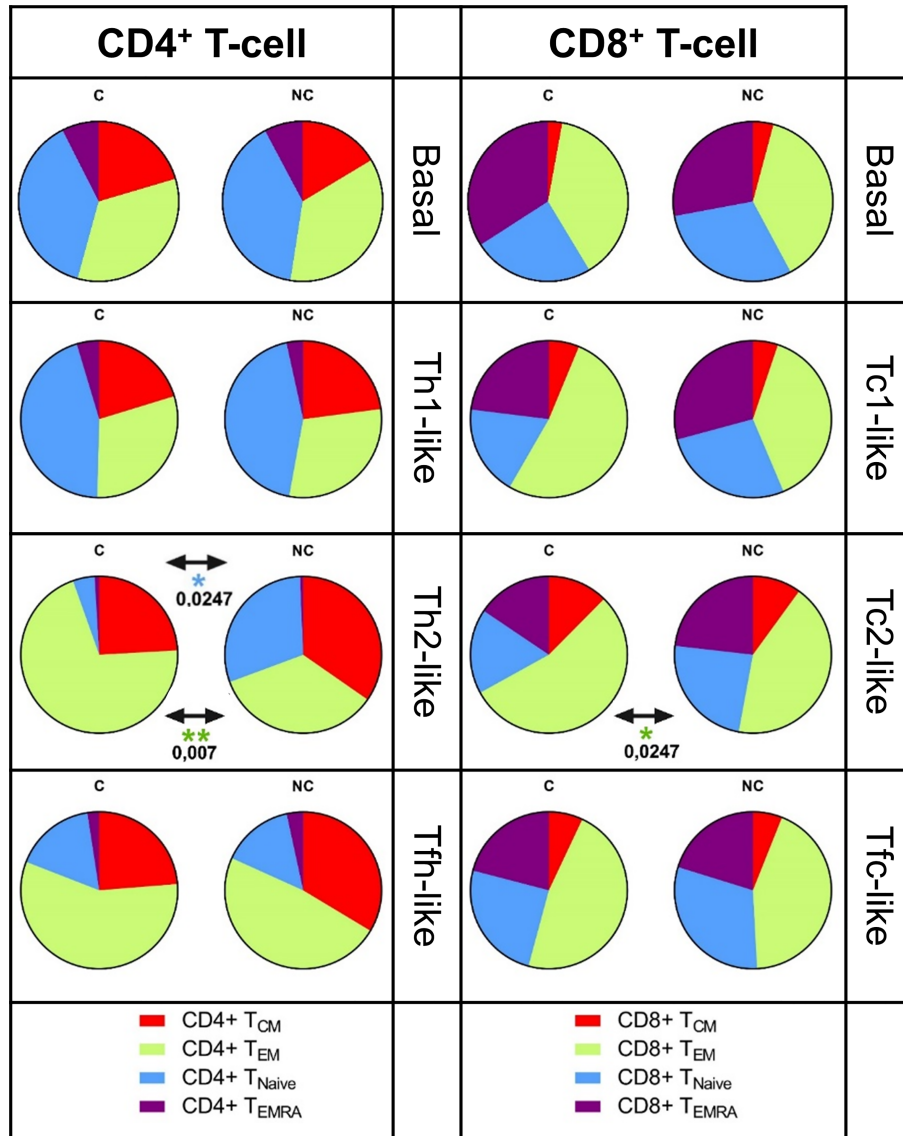 CD4⁺ T-cell
CD8⁺ T-cell
C
NC
Basal
C
NC
Basal
C
NC
Th1-like
C
NC
Tc1-like
C
NC
*
0,0247
**
0,007
Th2-like
C
NC
*
0,0247
Tc2-like
C
NC
Tfh-like
C
NC
Tfc-like
CD4+ TCM
CD4+ TEM
CD4+ TNaive
CD4+ TEMRA
CD8+ TCM
CD8+ TEM
CD8+ TNaive
CD8+ TEMRA